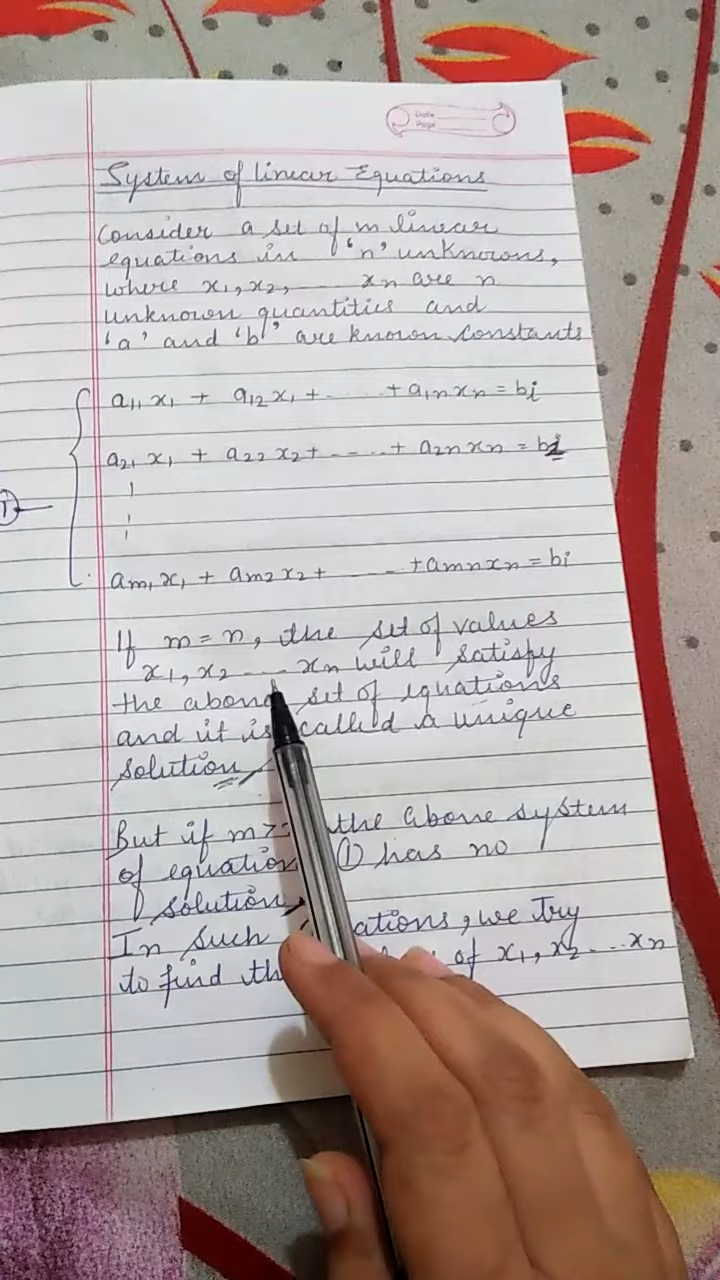 Date
Page
System of linear Equations
Consider a set of m linear
equations in 'n' unknowns,
where x₁, x₂, ..... xn are n
unknown quantities and
'a' and 'b' are known constants
a₁₁ x₁ + a₁₂ x₁ + ..... + a₁n xn = bi
a₂₁ x₁ + a₂₂ x₂ + ..... + a₂n xn = b₂
①
am₁ x₁ + am₂ x₂ + ..... + amn xn = bi
If m = n, the set of values
x₁, x₂ ..... xn will satisfy
the above set of equations
and it is called a unique
solution
But if m > the above system
of equation ① has no
solution
In such we try
to find of x₁, x₂ ... xn